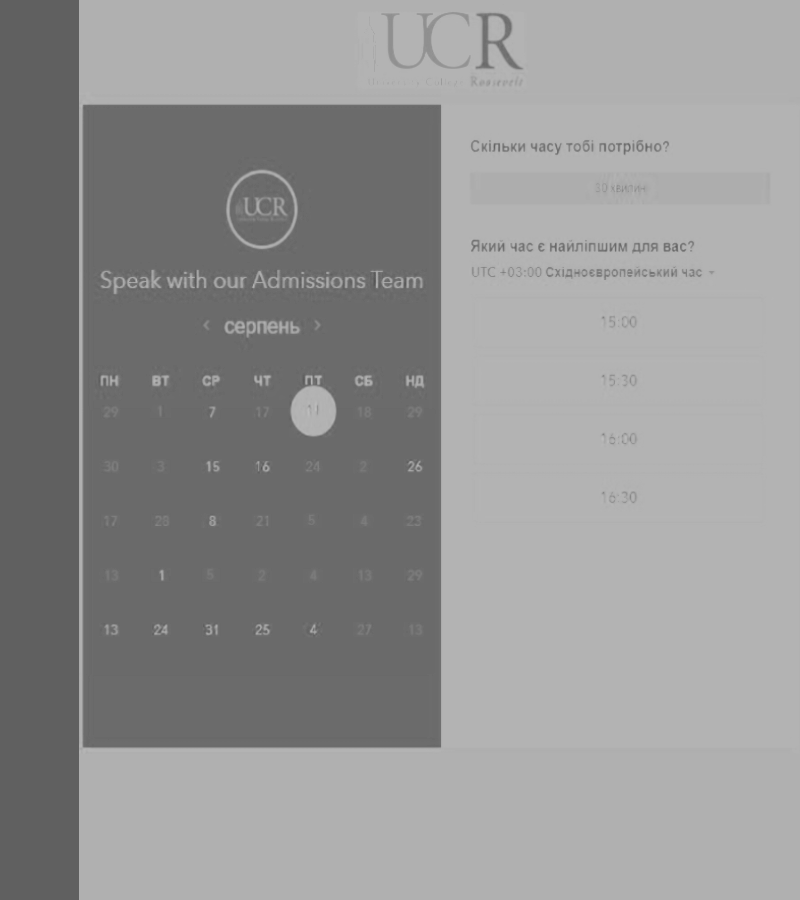 UCR
University College Roosevelt
UCR
Speak with our Admissions Team
‹ серпень ›
ПН ВТ СР ЧТ ПТ СБ НД
29 1 7 17 11 18 29
30 3 15 16 24 2 26
17 28 8 21 5 4 23
13 1 5 2 4 13 29
13 24 31 25 4 27 13
Скільки часу тобі потрібно?
30 хвилин
Який час є найліпшим для вас?
UTC +03:00 Східноєвропейський час
15:00
15:30
16:00
16:30